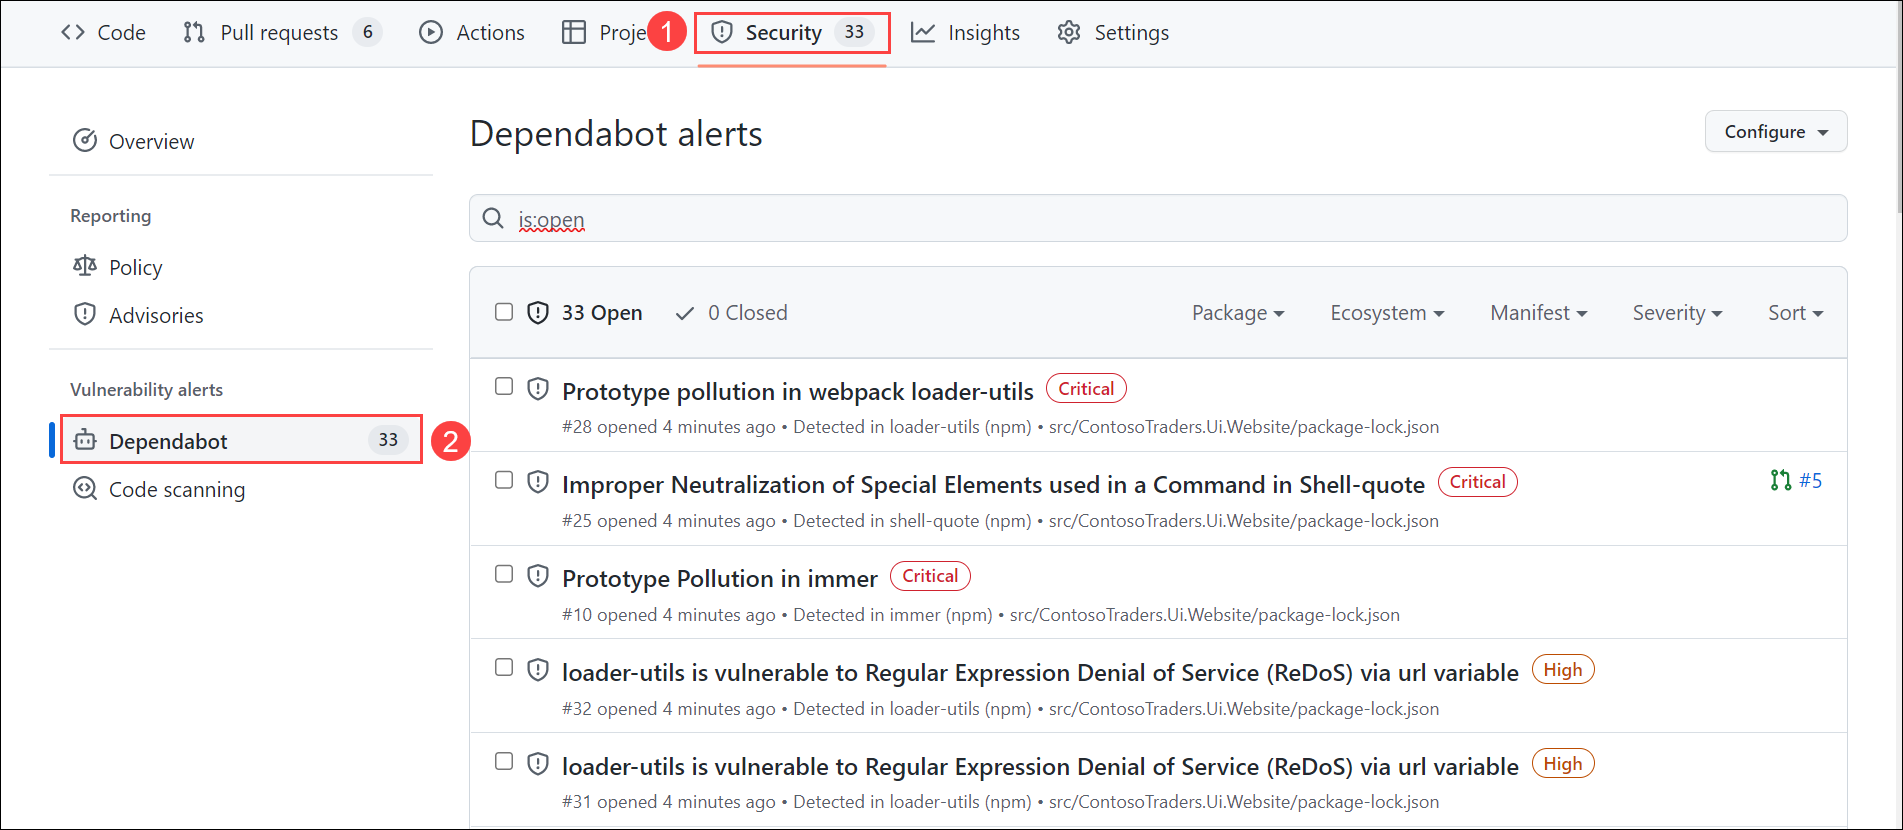 Code Pull requests 6 Actions Proje 1 Security 33 Insights Settings
Overview
Reporting
Policy
Advisories
Vulnerability alerts
Dependabot 33 2
Code scanning
Dependabot alerts Configure
is:open
33 Open 0 Closed Package Ecosystem Manifest Severity Sort
Prototype pollution in webpack loader-utils Critical
#28 opened 4 minutes ago • Detected in loader-utils (npm) • src/ContosoTraders.Ui.Website/package-lock.json
Improper Neutralization of Special Elements used in a Command in Shell-quote Critical #5
#25 opened 4 minutes ago • Detected in shell-quote (npm) • src/ContosoTraders.Ui.Website/package-lock.json
Prototype Pollution in immer Critical
#10 opened 4 minutes ago • Detected in immer (npm) • src/ContosoTraders.Ui.Website/package-lock.json
loader-utils is vulnerable to Regular Expression Denial of Service (ReDoS) via url variable High
#32 opened 4 minutes ago • Detected in loader-utils (npm) • src/ContosoTraders.Ui.Website/package-lock.json
loader-utils is vulnerable to Regular Expression Denial of Service (ReDoS) via url variable High
#31 opened 4 minutes ago • Detected in loader-utils (npm) • src/ContosoTraders.Ui.Website/package-lock.json